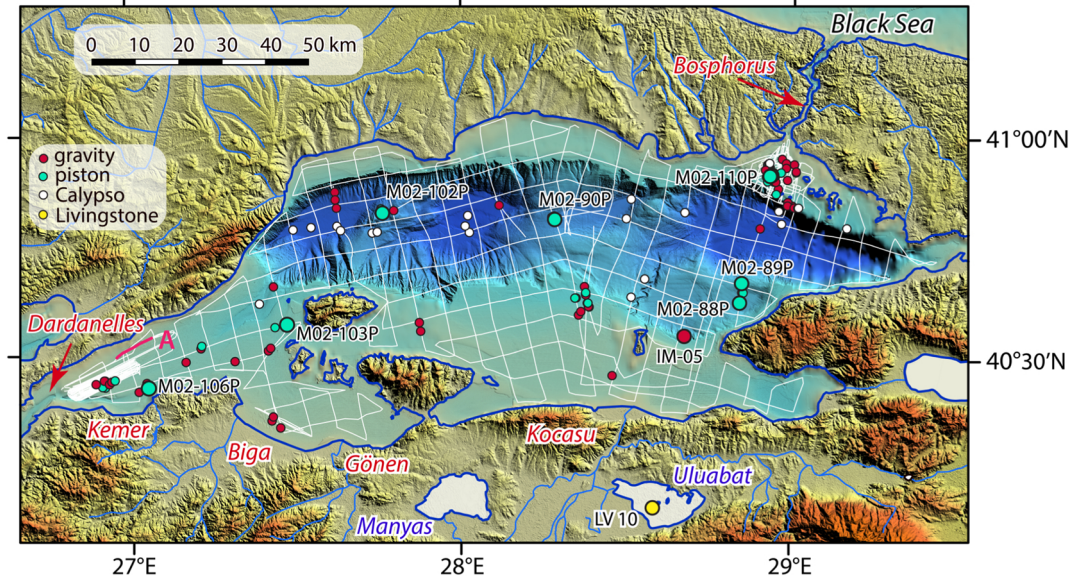 Black Sea
0 10 20 30 40 50 km
Bosphorus
41°00’N
gravity
piston
Calypso
Livingstone
M02-110P
M02-102P
M02-90P
M02-89P
M02-88P
Dardanelles
A
M02-103P
IM-05
40°30’N
M02-106P
Kemer
Biga
Kocasu
Gönen
Uluabat
LV 10
Manyas
27°E
28°E
29°E